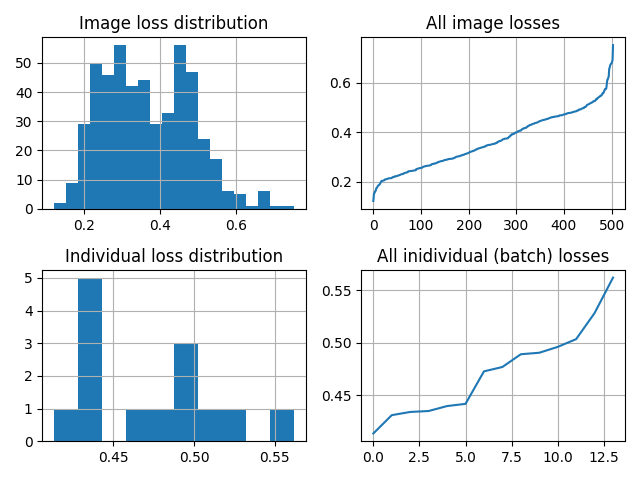 Image loss distribution
50
40
30
20
10
0
0.2 0.4 0.6
All image losses
0.6
0.4
0.2
0 100 200 300 400 500
Individual loss distribution
5
4
3
2
1
0
0.45 0.50 0.55
All inidividual (batch) losses
0.55
0.50
0.45
0.0 2.5 5.0 7.5 10.0 12.5